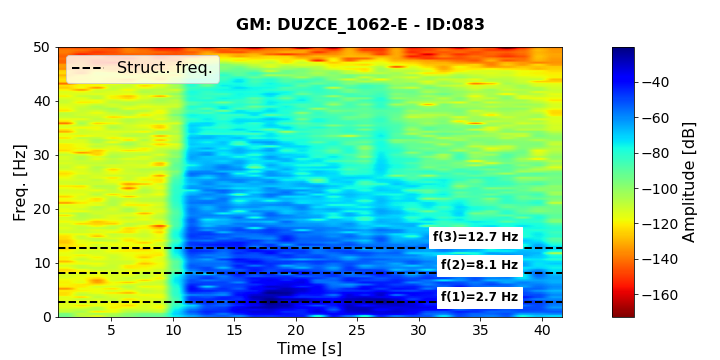 GM: DUZCE_1062-E - ID:083
Struct. freq.
50
40
30
20
10
0
Freq. [Hz]
f(3)=12.7 Hz
f(2)=8.1 Hz
f(1)=2.7 Hz
5 10 15 20 25 30 35 40
Time [s]
−40
−60
−80
−100
−120
−140
−160
Amplitude [dB]